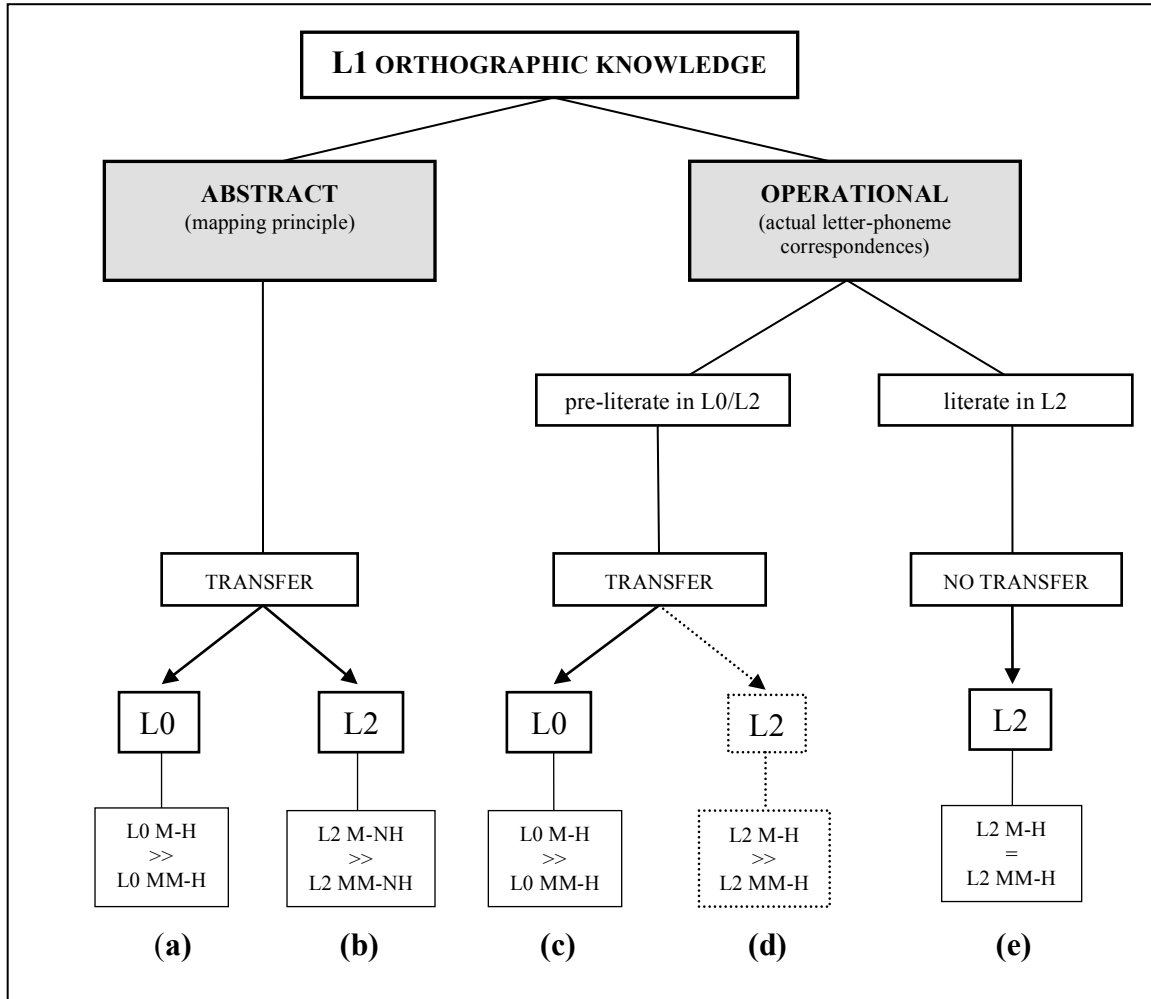 L1 ORTHOGRAPHIC KNOWLEDGE
ABSTRACT
(mapping principle)
OPERATIONAL
(actual letter-phoneme
correspondences)
pre-literate in L0/L2
literate in L2
TRANSFER
TRANSFER
NO TRANSFER
L0
L2
L0
L2
L2
L0 M-H
>>
L0 MM-H
L2 M-NH
>>
L2 MM-NH
L0 M-H
>>
L0 MM-H
L2 M-H
>>
L2 MM-H
L2 M-H
=
L2 MM-H
(a)
(b)
(c)
(d)
(e)